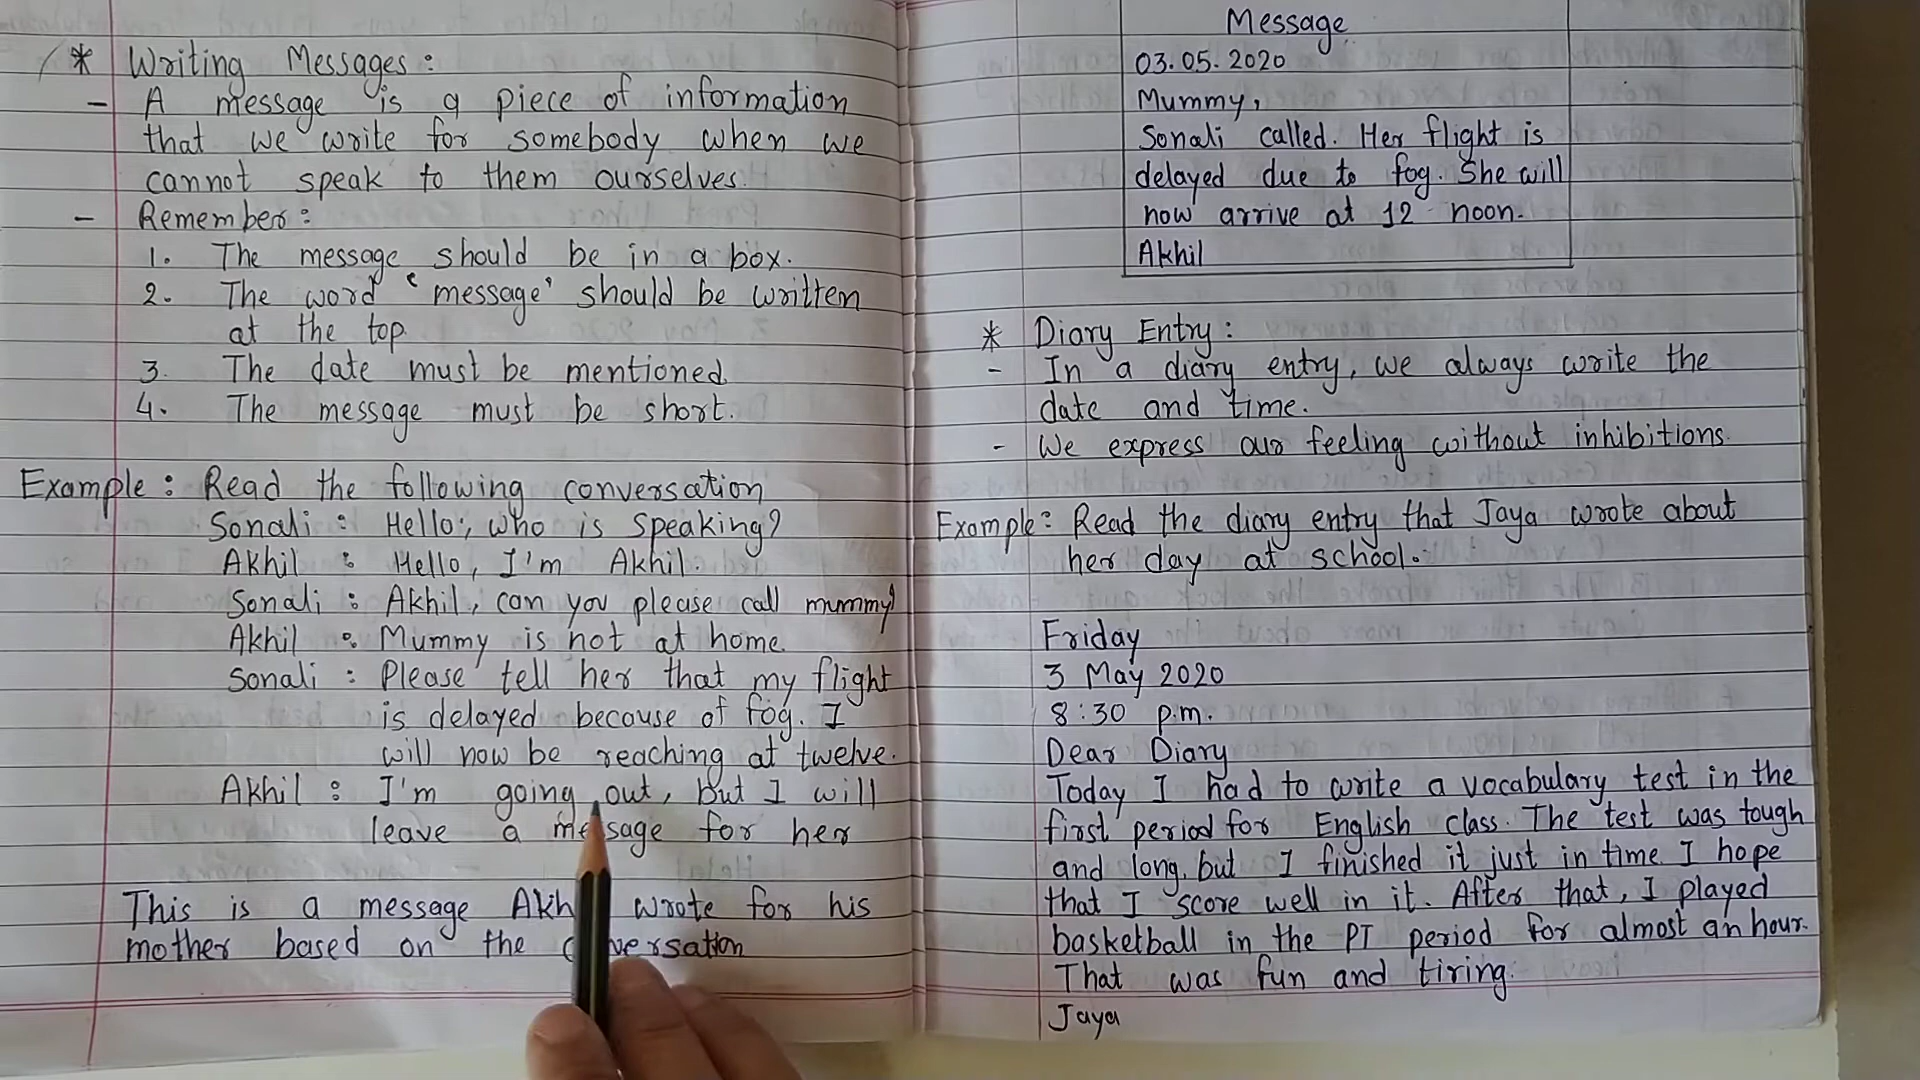 * Writing Messages :
- A message is a piece of information
that we write for somebody when we
cannot speak to them ourselves.
- Remember :
1. The message should be in a box.
2. The word 'message' should be written
at the top
3. The date must be mentioned.
4. The message must be short.
Example : Read the following conversation
Sonali : Hello, who is speaking?
Akhil : Hello, I'm Akhil.
Sonali : Akhil, can you please call mummy?
Akhil : Mummy is not at home.
Sonali : Please tell her that my flight
is delayed because of fog. I
will now be reaching at twelve.
Akhil : I'm going out, but I will
leave a message for her
This is a message Akh wrote for his
mother based on the c versation
Message
03.05.2020
Mummy,
Sonali called. Her flight is
delayed due to fog. She will
now arrive at 12 noon.
Akhil
* Diary Entry :
- In a diary entry, we always write the
date and time.
- We express our feeling without inhibitions.
Example : Read the diary entry that Jaya wrote about
her day at school.
Friday
3 May 2020
8:30 p.m.
Dear Diary
Today I had to write a vocabulary test in the
first period for English class. The test was tough
and long, but I finished it just in time. I hope
that I score well in it. After that, I played
basketball in the PT period for almost an hour.
That was fun and tiring.
Jaya